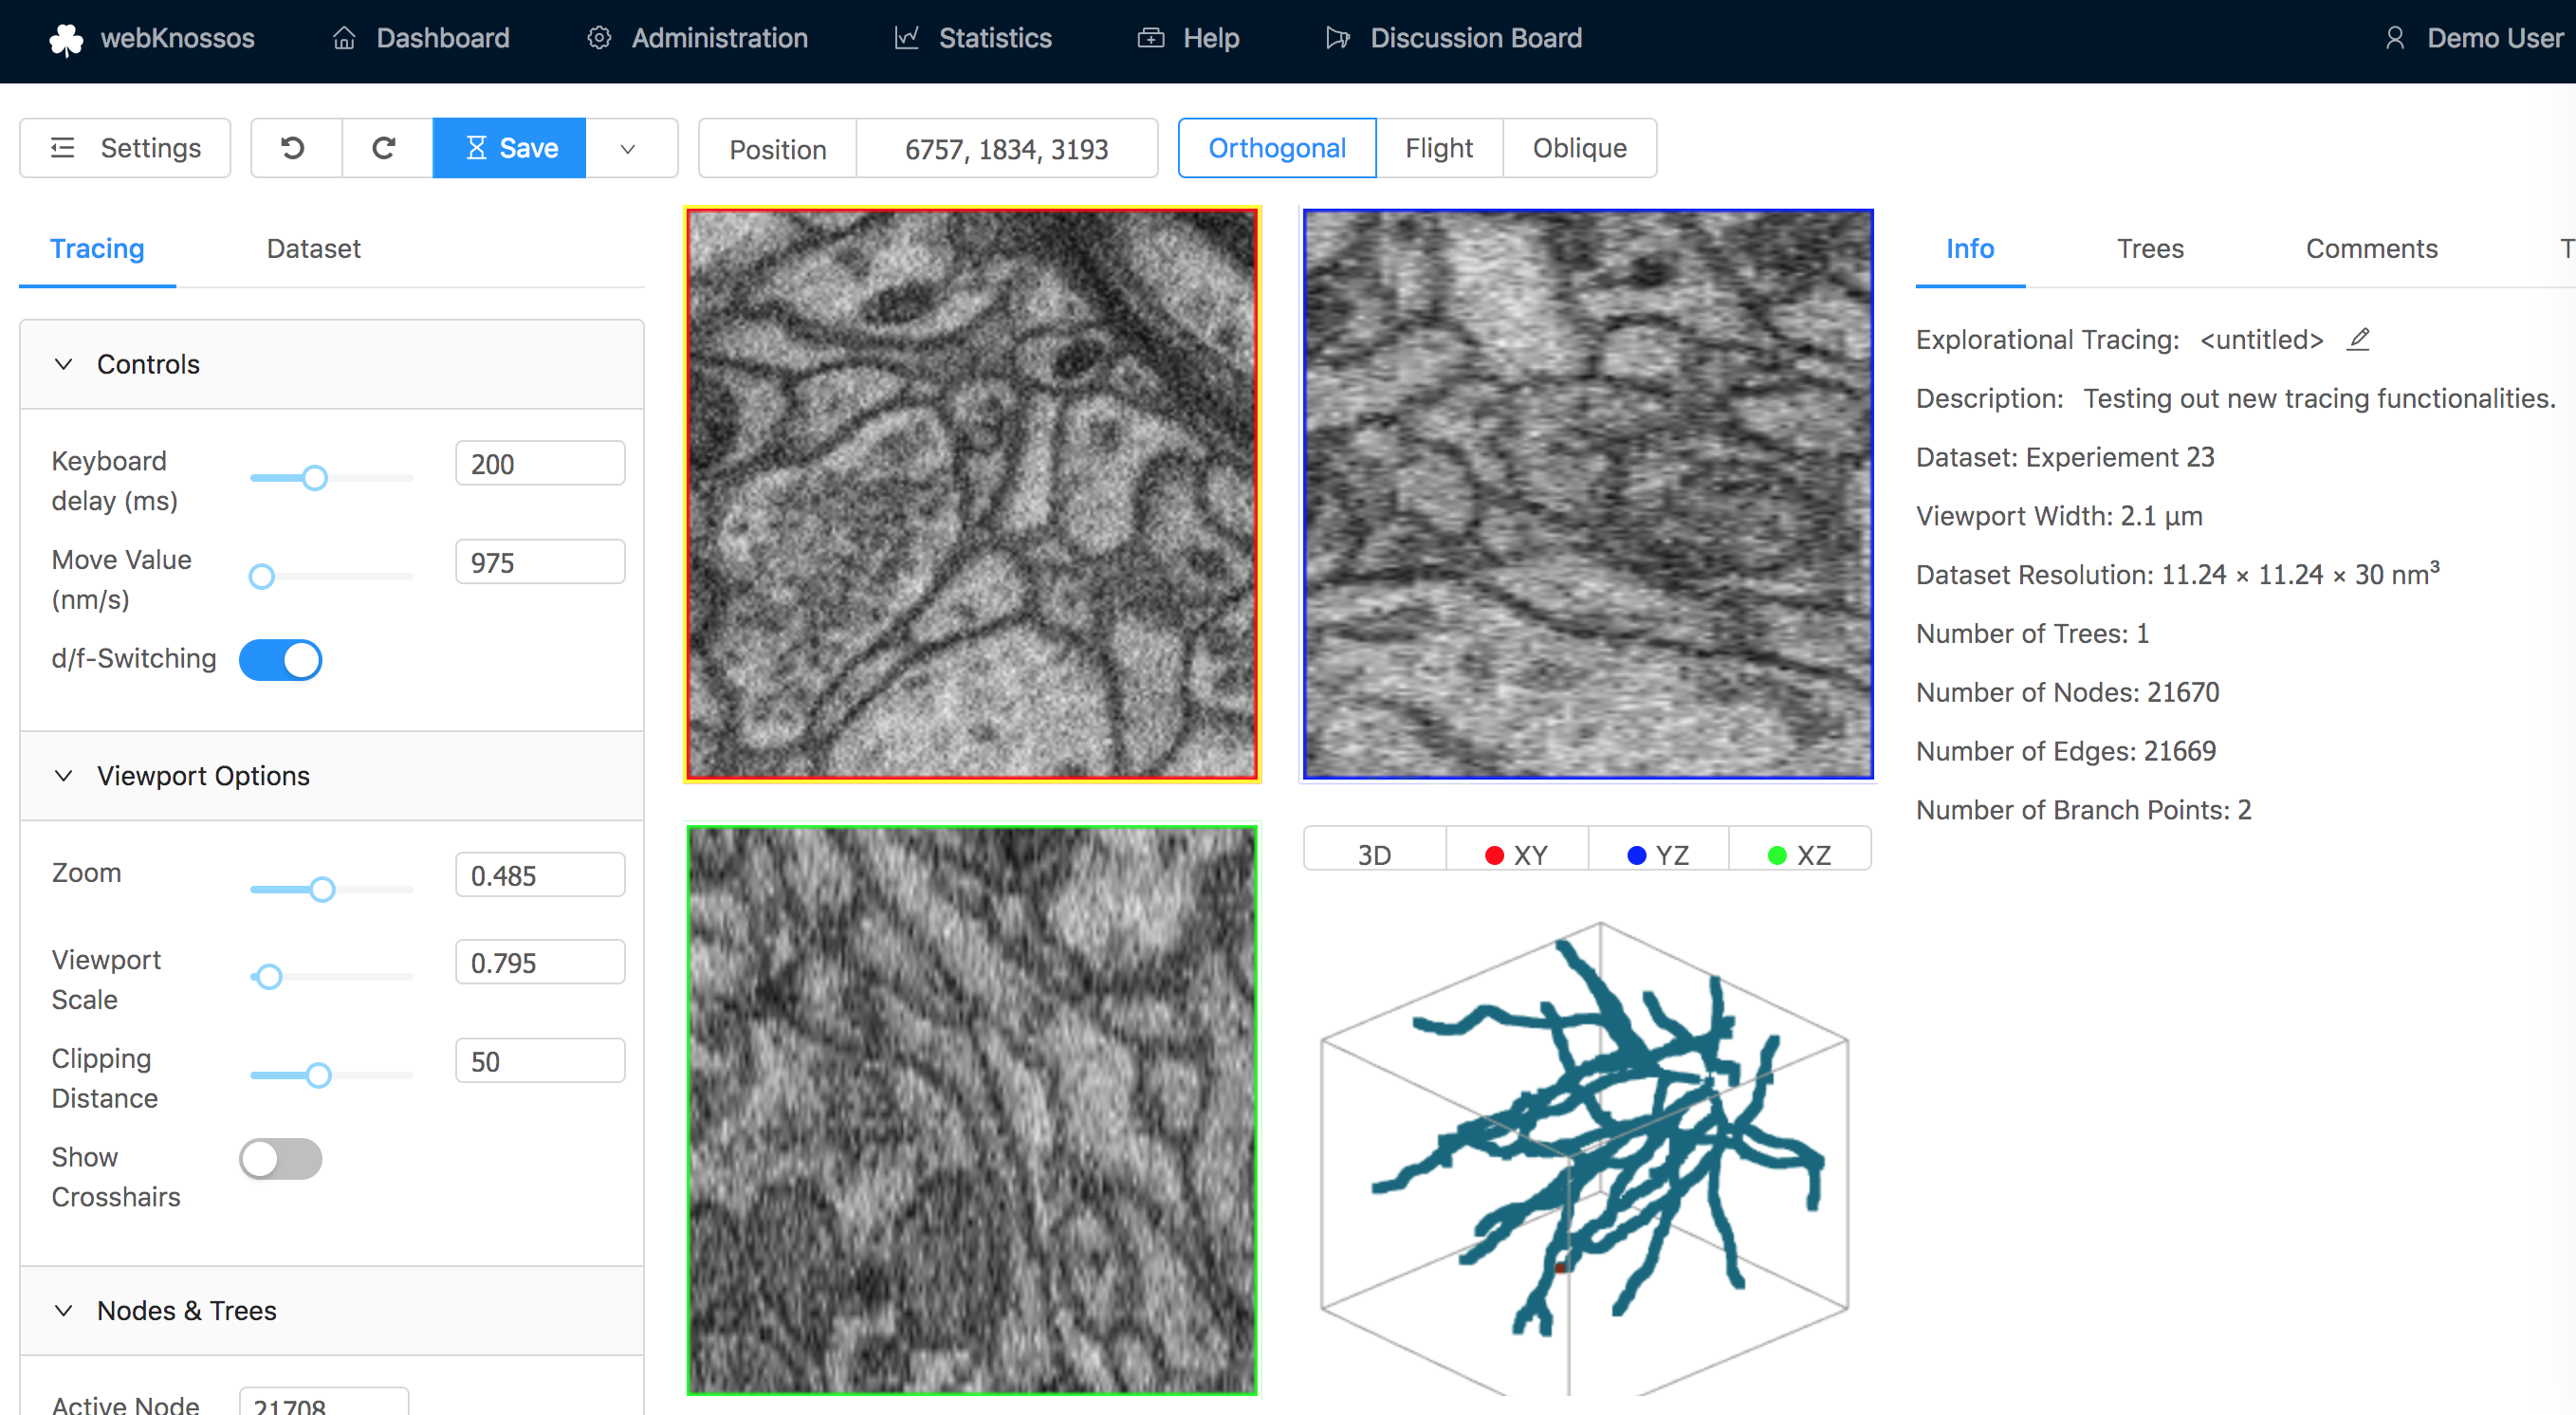 webKnossos Dashboard Administration Statistics Help Discussion Board Demo User
Settings Save Position 6757, 1834, 3193 Orthogonal Flight Oblique
Tracing Dataset
Controls
Keyboard delay (ms) 200
Move Value (nm/s) 975
d/f-Switching
Viewport Options
Zoom 0.485
Viewport Scale 0.795
Clipping Distance 50
Show Crosshairs
Nodes & Trees
Active Node 21708
3D XY YZ XZ
Info Trees Comments T
Explorational Tracing: <untitled>
Description: Testing out new tracing functionalities.
Dataset: Experiement 23
Viewport Width: 2.1 µm
Dataset Resolution: 11.24 × 11.24 × 30 nm³
Number of Trees: 1
Number of Nodes: 21670
Number of Edges: 21669
Number of Branch Points: 2